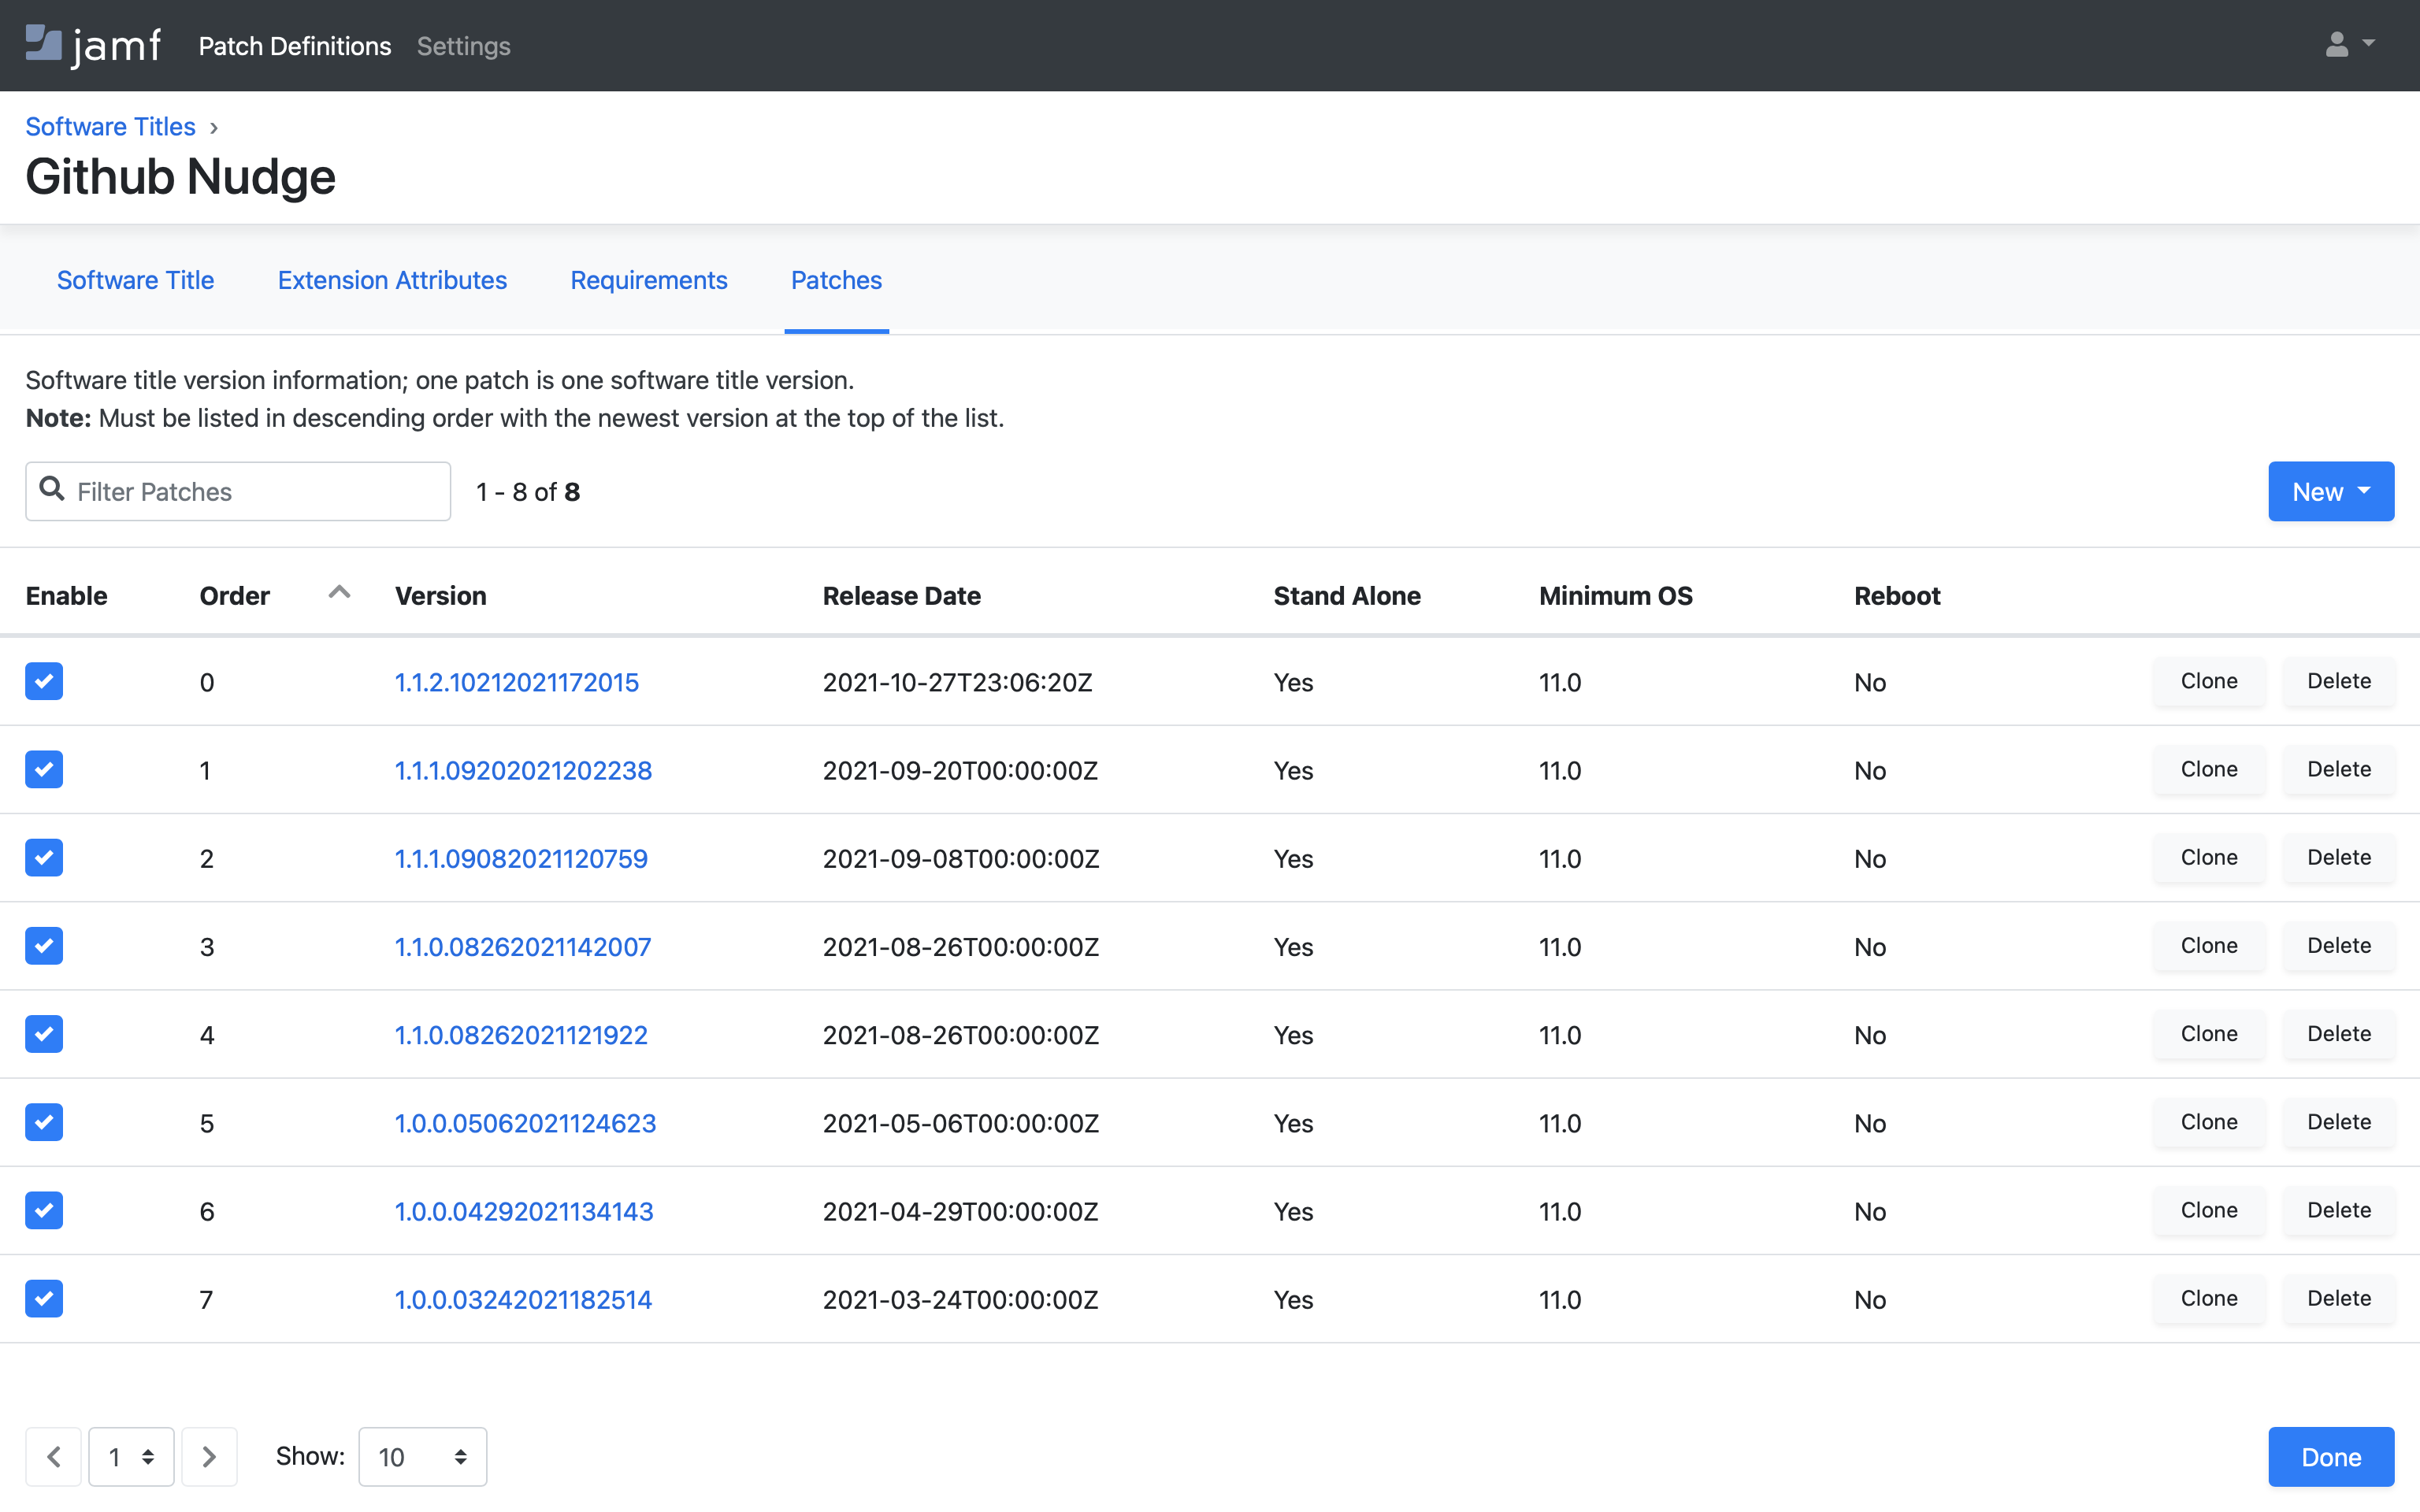 jamf Patch Definitions Settings
Software Titles ›
Github Nudge
Software Title Extension Attributes Requirements Patches
Software title version information; one patch is one software title version.
Note: Must be listed in descending order with the newest version at the top of the list.
Filter Patches 1 - 8 of 8 New
Enable Order Version Release Date Stand Alone Minimum OS Reboot
0 1.1.2.10212021172015 2021-10-27T23:06:20Z Yes 11.0 No Clone Delete
1 1.1.1.09202021202238 2021-09-20T00:00:00Z Yes 11.0 No Clone Delete
2 1.1.1.09082021120759 2021-09-08T00:00:00Z Yes 11.0 No Clone Delete
3 1.1.0.08262021142007 2021-08-26T00:00:00Z Yes 11.0 No Clone Delete
4 1.1.0.08262021121922 2021-08-26T00:00:00Z Yes 11.0 No Clone Delete
5 1.0.0.05062021124623 2021-05-06T00:00:00Z Yes 11.0 No Clone Delete
6 1.0.0.04292021134143 2021-04-29T00:00:00Z Yes 11.0 No Clone Delete
7 1.0.0.03242021182514 2021-03-24T00:00:00Z Yes 11.0 No Clone Delete
1 Show: 10 Done